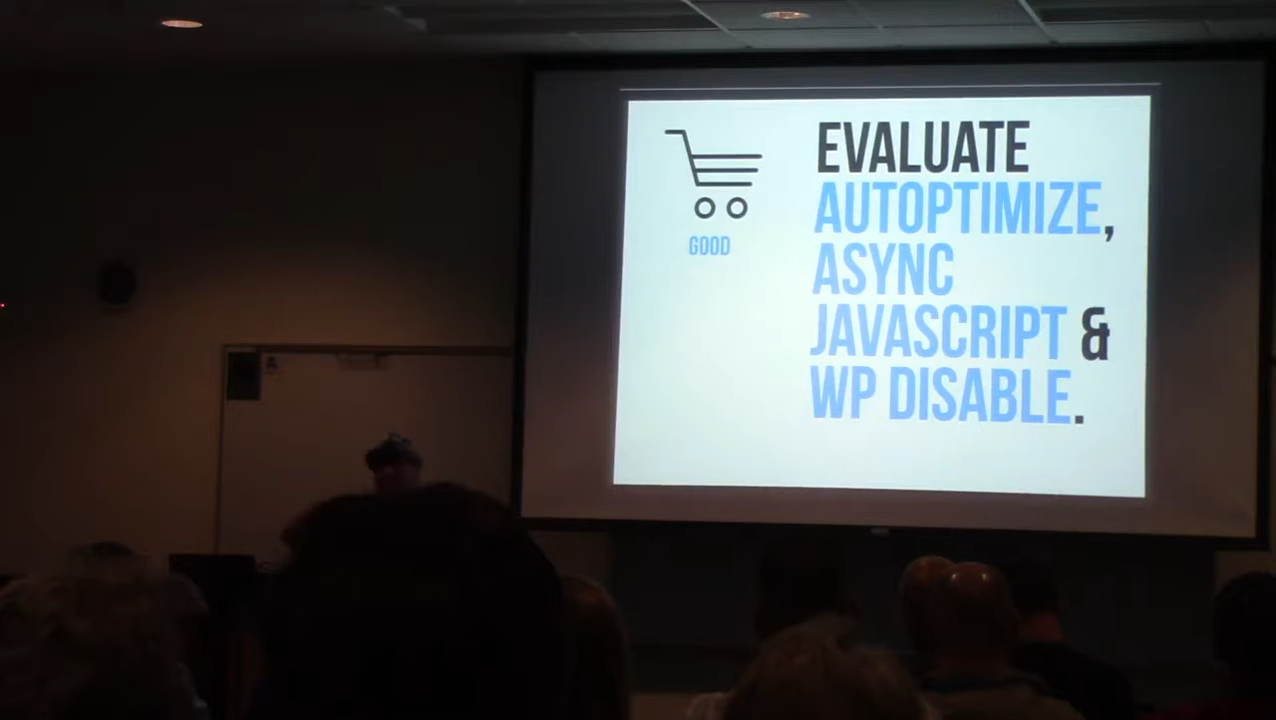 EVALUATE
AUTOPTIMIZE,
ASYNC
JAVASCRIPT &
WP DISABLE.
GOOD